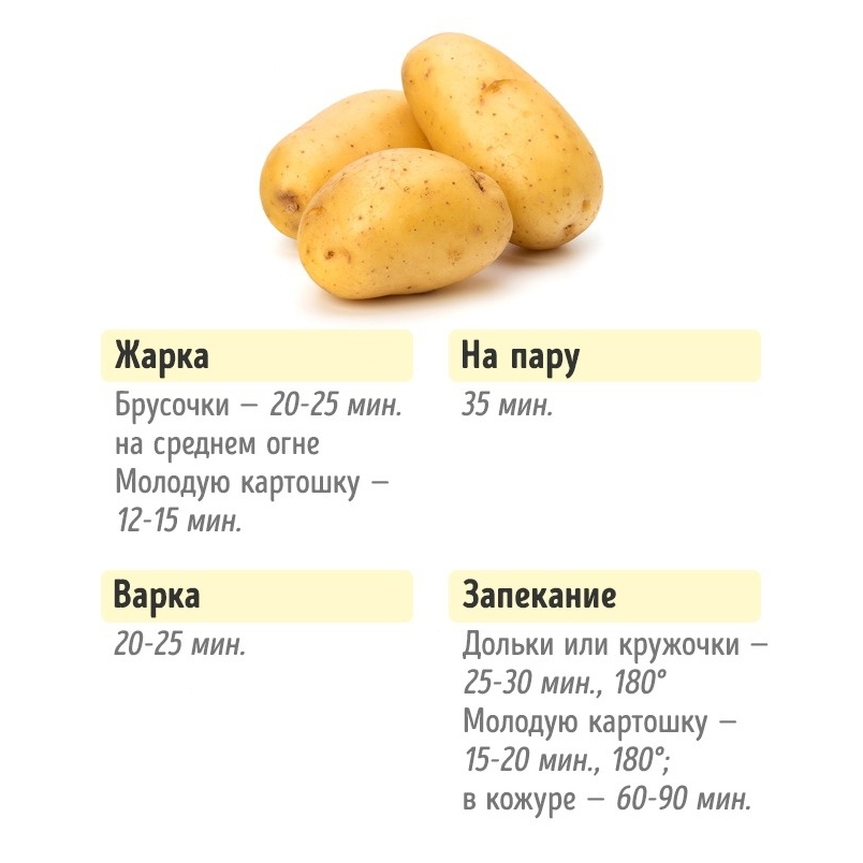 Жарка
Брусочки – 20-25 мин.
на среднем огне
Молодую картошку –
12-15 мин.
На пару
35 мин.
Варка
20-25 мин.
Запекание
Дольки или кружочки –
25-30 мин., 180°
Молодую картошку –
15-20 мин., 180°;
в кожуре – 60-90 мин.